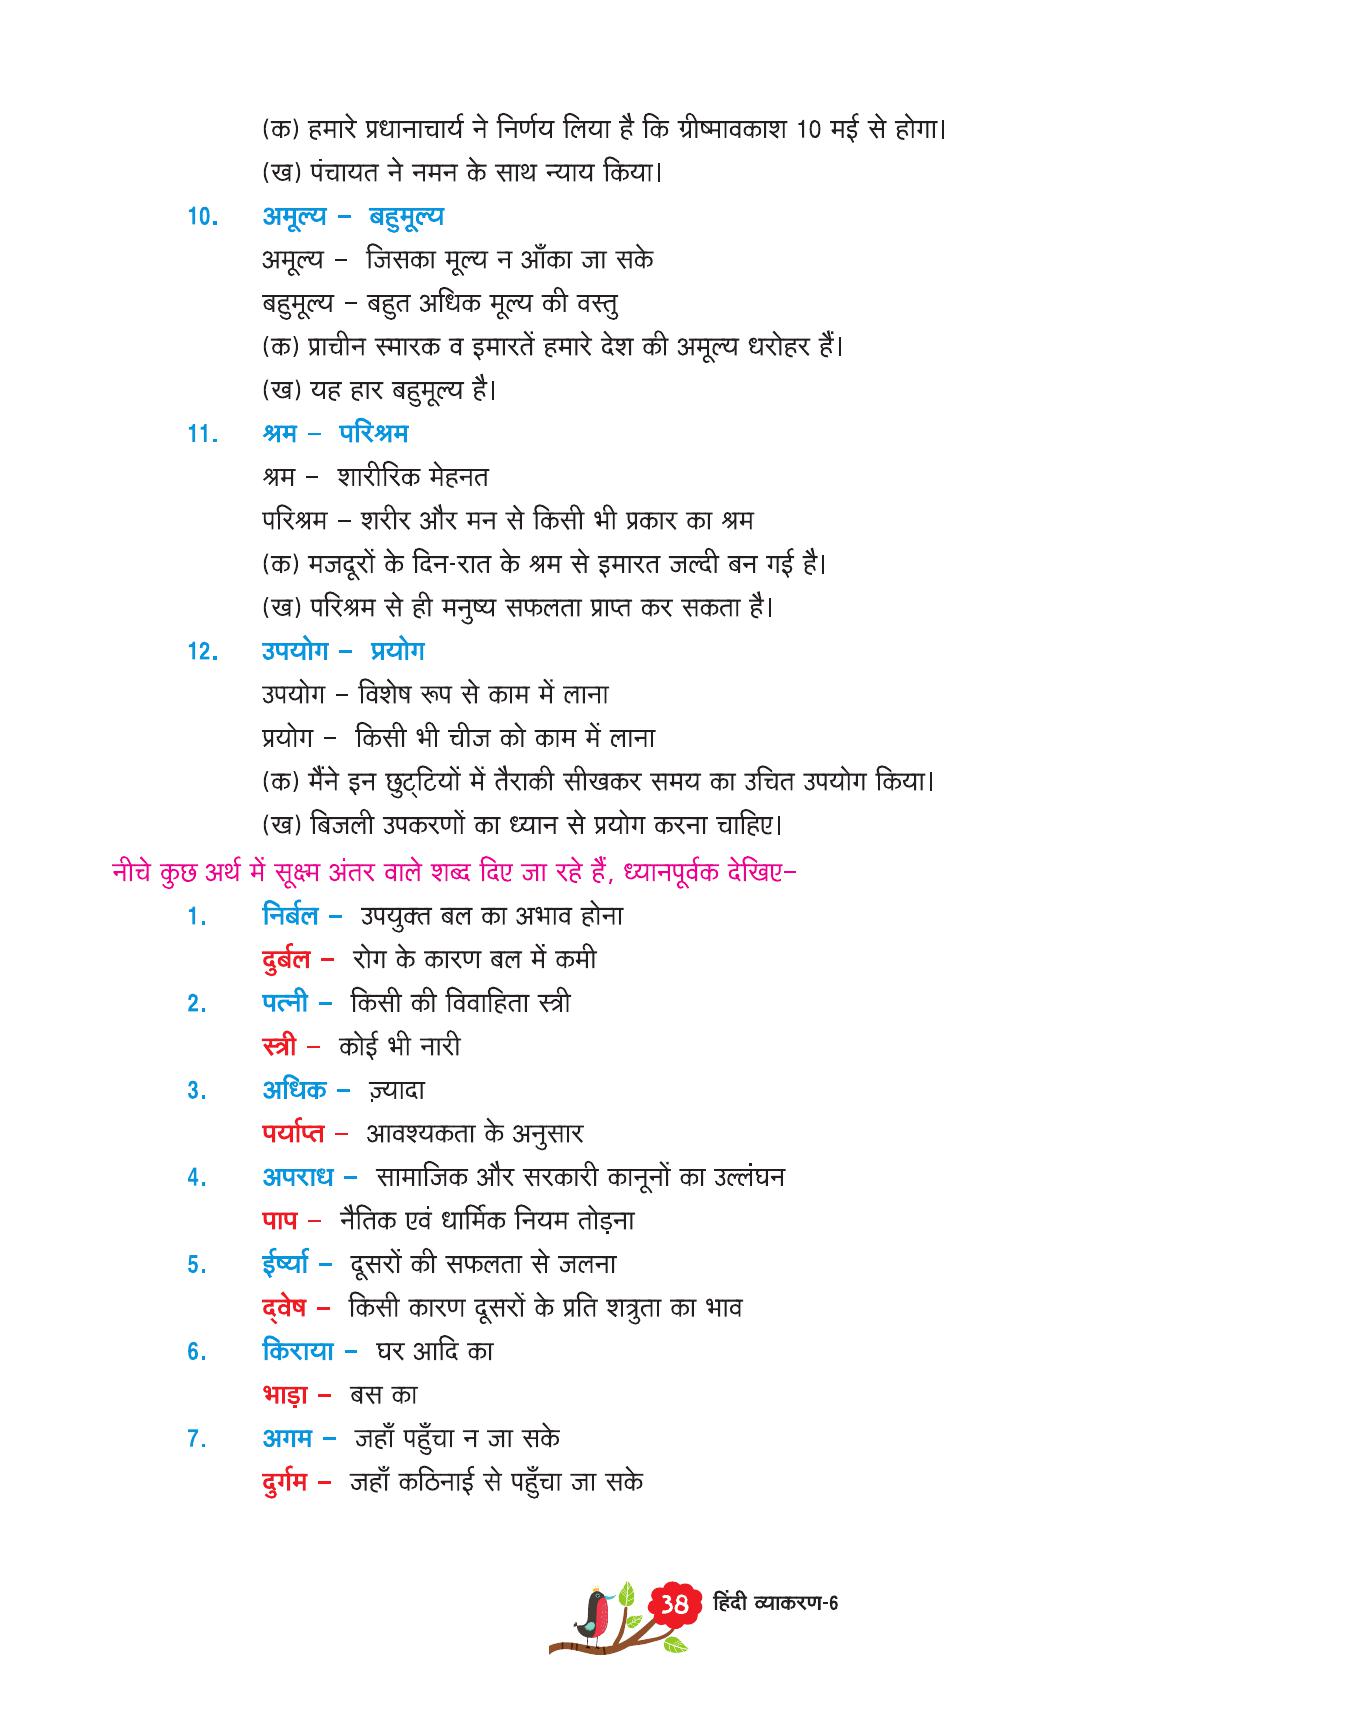 (क) हमारे प्रधानाचार्य ने निर्णय लिया है कि ग्रीष्मावकाश 10 मई से होगा।
(ख) पंचायत ने नमन के साथ न्याय किया।
10. अमूल्य – बहुमूल्य
अमूल्य – जिसका मूल्य न आँका जा सके
बहुमूल्य – बहुत अधिक मूल्य की वस्तु
(क) प्राचीन स्मारक व इमारतें हमारे देश की अमूल्य धरोहर हैं।
(ख) यह हार बहुमूल्य है।
11. श्रम – परिश्रम
श्रम – शारीरिक मेहनत
परिश्रम – शरीर और मन से किसी भी प्रकार का श्रम
(क) मजदूरों के दिन-रात के श्रम से इमारत जल्दी बन गई है।
(ख) परिश्रम से ही मनुष्य सफलता प्राप्त कर सकता है।
12. उपयोग – प्रयोग
उपयोग – विशेष रूप से काम में लाना
प्रयोग – किसी भी चीज को काम में लाना
(क) मैंने इन छुट्‌टियों में तैराकी सीखकर समय का उचित उपयोग किया।
(ख) बिजली उपकरणों का ध्यान से प्रयोग करना चाहिए।
नीचे कुछ अर्थ में सूक्ष्म अंतर वाले शब्द दिए जा रहे हैं, ध्यानपूर्वक देखिए–
1. निर्बल – उपयुक्त बल का अभाव होना
दुर्बल – रोग के कारण बल में कमी
2. पत्नी – किसी की विवाहिता स्त्री
स्त्री – कोई भी नारी
3. अधिक – ज़्यादा
पर्याप्त – आवश्यकता के अनुसार
4. अपराध – सामाजिक और सरकारी कानूनों का उल्लंघन
पाप – नैतिक एवं धार्मिक नियम तोड़ना
5. ईर्ष्या – दूसरों की सफलता से जलना
द्‌वेष – किसी कारण दूसरों के प्रति शत्रुता का भाव
6. किराया – घर आदि का
भाड़ा – बस का
7. अगम – जहाँ पहुँचा न जा सके
दुर्गम – जहाँ कठिनाई से पहुँचा जा सके
38 हिंदी व्याकरण-6